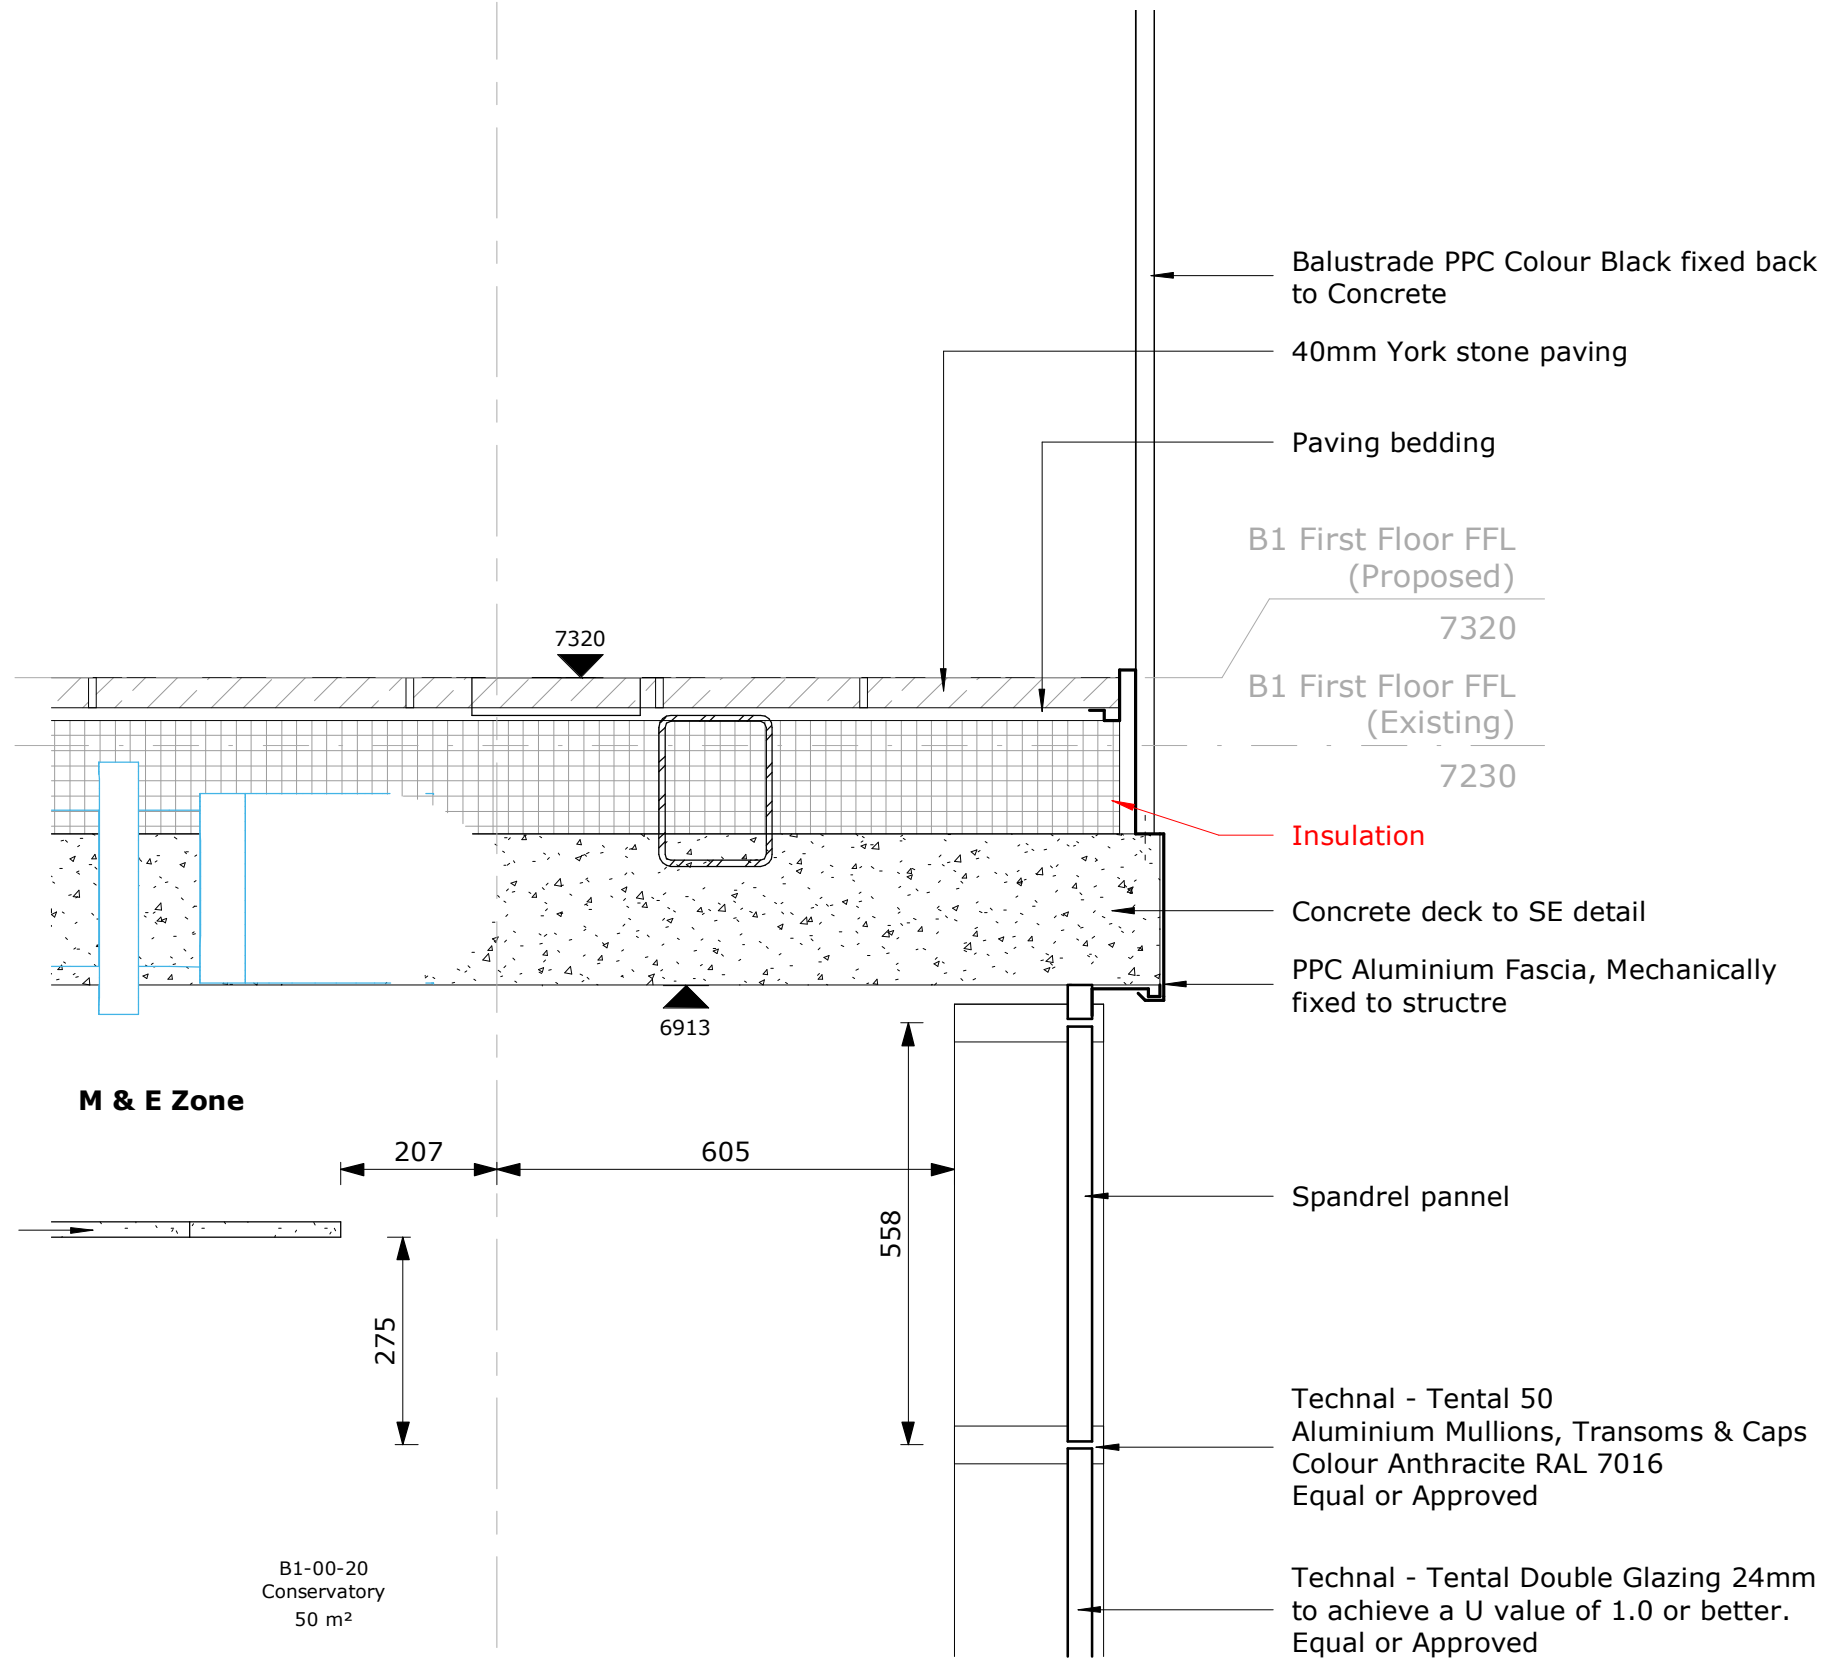 Balustrade PPC Colour Black fixed back
to Concrete
40mm York stone paving
Paving bedding
B1 First Floor FFL
(Proposed)
7320
7320
B1 First Floor FFL
(Existing)
7230
Insulation
Concrete deck to SE detail
PPC Aluminium Fascia, Mechanically
fixed to structre
6913
M & E Zone
207
605
558
Spandrel pannel
275
Technal - Tental 50
Aluminium Mullions, Transoms & Caps
Colour Anthracite RAL 7016
Equal or Approved
B1-00-20
Conservatory
50 m²
Technal - Tental Double Glazing 24mm
to achieve a U value of 1.0 or better.
Equal or Approved